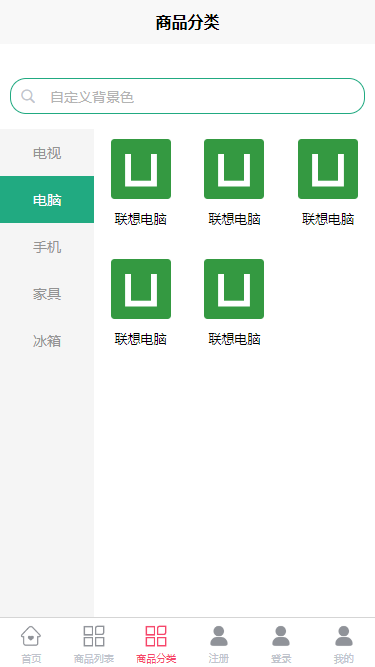 商品分类
自定义背景色
电视
电脑
手机
家具
冰箱
联想电脑 联想电脑 联想电脑
联想电脑 联想电脑
首页 商品列表 商品分类 注册 登录 我的